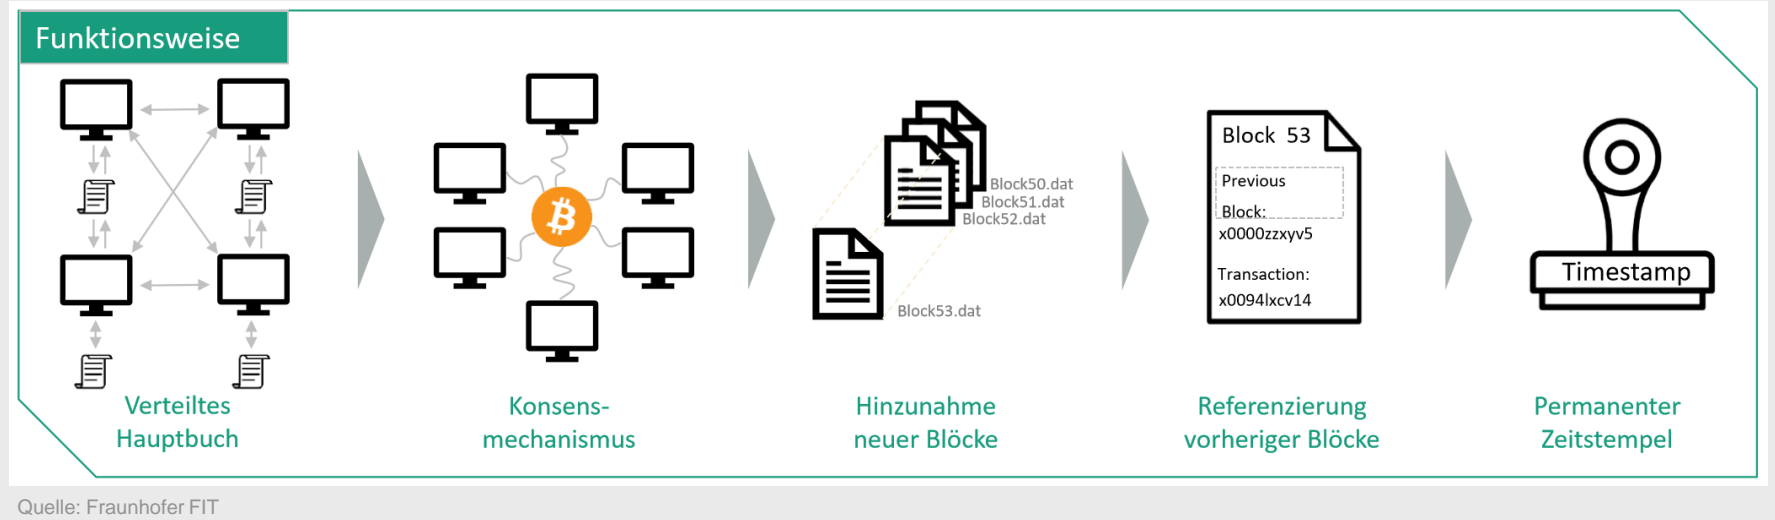 Funktionsweise
Block50.dat
Block51.dat
Block52.dat
Block53.dat
Block 53
Previous
Block:
x0000zzxyv5
Transaction:
x0094lxcv14
Timestamp
Verteiltes
Hauptbuch
Konsens-
mechanismus
Hinzunahme
neuer Blöcke
Referenzierung
vorheriger Blöcke
Permanenter
Zeitstempel
Quelle: Fraunhofer FIT